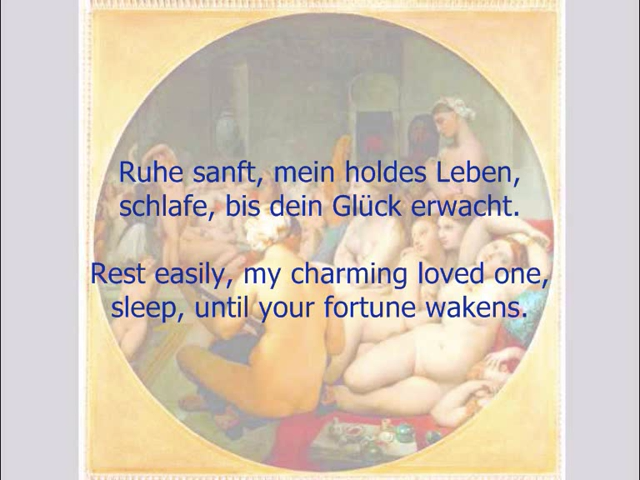 Ruhe sanft, mein holdes Leben,
schlafe, bis dein Glück erwacht.
Rest easily, my charming loved one,
sleep, until your fortune wakens.